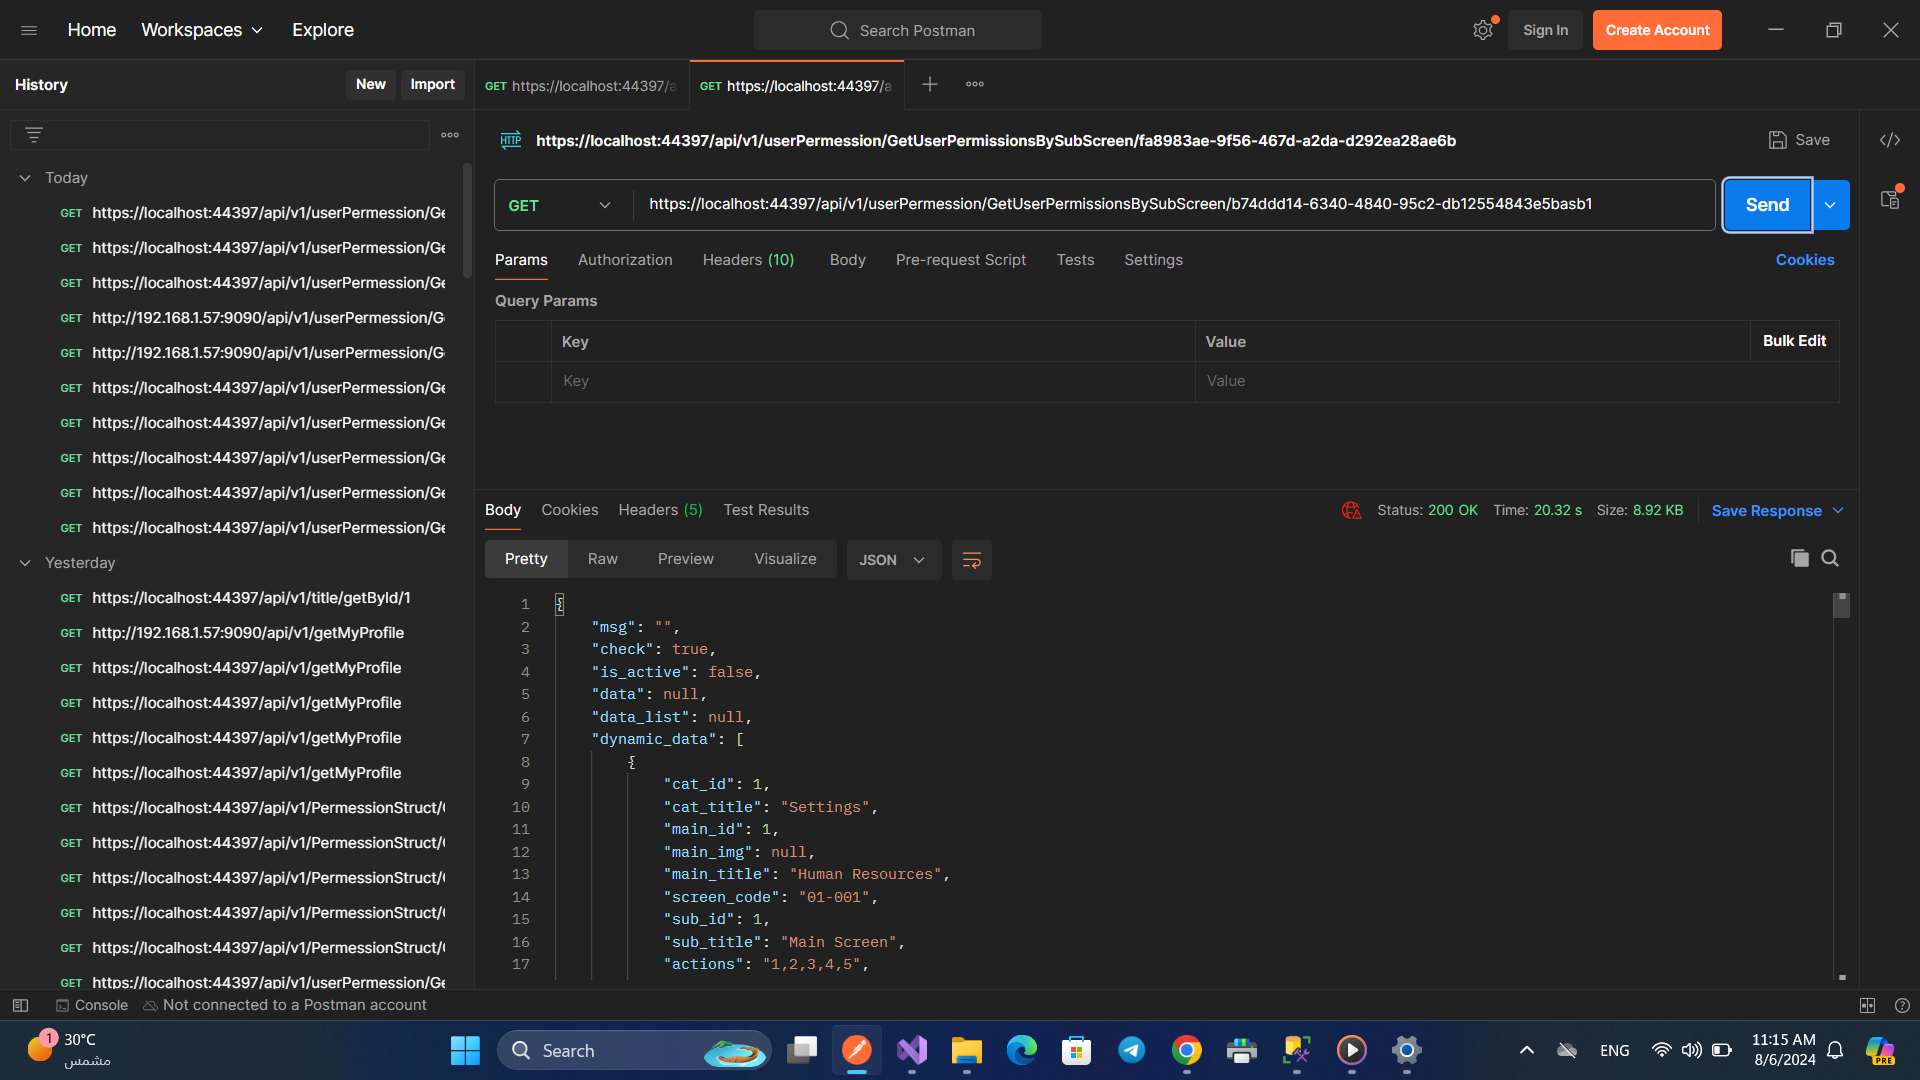 Home
Workspaces
Explore
Search Postman
Sign In
Create Account
History
New
Import
GET https://localhost:44397/a
GET https://localhost:44397/a
HTTP https://localhost:44397/api/v1/userPermession/GetUserPermissionsBySubScreen/fa8983ae-9f56-467d-a2da-d292ea28ae6b
Save
GET
https://localhost:44397/api/v1/userPermession/GetUserPermissionsBySubScreen/b74ddd14-6340-4840-95c2-db12554843e5basb1
Send
Params
Authorization
Headers (10)
Body
Pre-request Script
Tests
Settings
Cookies
Query Params
Key
Value
Bulk Edit
Key
Value
Today
GET https://localhost:44397/api/v1/userPermession/Ge
GET https://localhost:44397/api/v1/userPermession/Ge
GET https://localhost:44397/api/v1/userPermession/Ge
GET http://192.168.1.57:9090/api/v1/userPermession/G
GET http://192.168.1.57:9090/api/v1/userPermession/G
GET https://localhost:44397/api/v1/userPermession/Ge
GET https://localhost:44397/api/v1/userPermession/Ge
GET https://localhost:44397/api/v1/userPermession/Ge
GET https://localhost:44397/api/v1/userPermession/Ge
GET https://localhost:44397/api/v1/userPermession/Ge
Yesterday
GET https://localhost:44397/api/v1/title/getById/1
GET http://192.168.1.57:9090/api/v1/getMyProfile
GET https://localhost:44397/api/v1/getMyProfile
GET https://localhost:44397/api/v1/getMyProfile
GET https://localhost:44397/api/v1/getMyProfile
GET https://localhost:44397/api/v1/getMyProfile
GET https://localhost:44397/api/v1/PermessionStruct/
GET https://localhost:44397/api/v1/PermessionStruct/
GET https://localhost:44397/api/v1/PermessionStruct/
GET https://localhost:44397/api/v1/PermessionStruct/
GET https://localhost:44397/api/v1/PermessionStruct/
GET https://localhost:44397/api/v1/userPermession/Ge
Body
Cookies
Headers (5)
Test Results
Status: 200 OK
Time: 20.32 s
Size: 8.92 KB
Save Response
Pretty
Raw
Preview
Visualize
JSON
1 {
2 "msg": "",
3 "check": true,
4 "is_active": false,
5 "data": null,
6 "data_list": null,
7 "dynamic_data": [
8 {
9 "cat_id": 1,
10 "cat_title": "Settings",
11 "main_id": 1,
12 "main_img": null,
13 "main_title": "Human Resources",
14 "screen_code": "01-001",
15 "sub_id": 1,
16 "sub_title": "Main Screen",
17 "actions": "1,2,3,4,5",
Console
Not connected to a Postman account
1
30°C
مشمس
Search
ENG
11:15 AM
8/6/2024
PRE